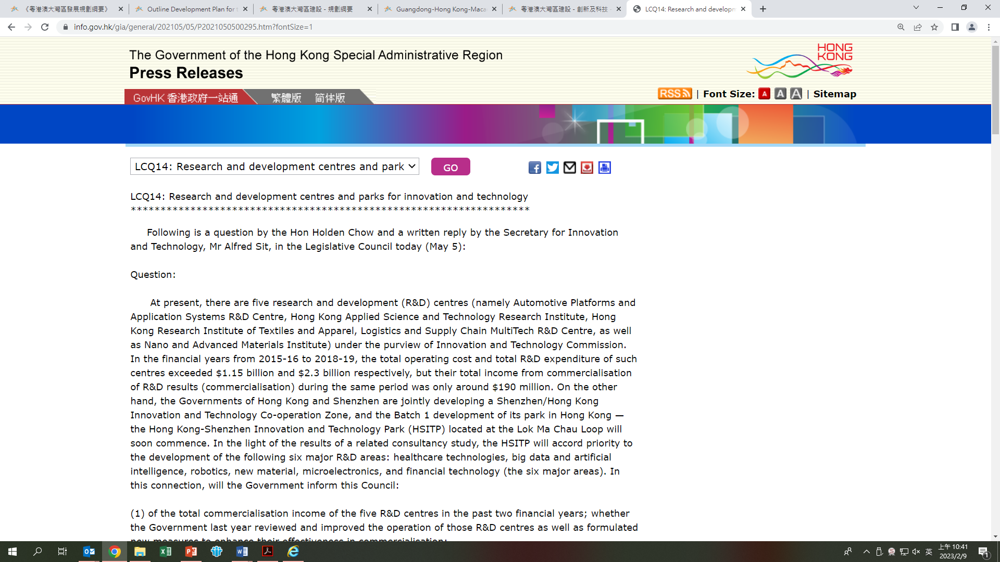 《粵港澳大灣區發展規劃綱要》
Outline Development Plan for t
粵港澳大灣區建設 - 規劃綱要
Guangdong-Hong Kong-Maca
粵港澳大灣區建設 - 創新及科技
LCQ14: Research and developm
info.gov.hk/gia/general/202105/05/P2021050500295.htm?fontSize=1
The Government of the Hong Kong Special Administrative Region
Press Releases
HONG
KONG
GovHK 香港政府一站通
繁體版
简体版
RSS | Font Size: A A A | Sitemap
LCQ14: Research and development centres and park
GO
LCQ14: Research and development centres and parks for innovation and technology
******************************************************************
Following is a question by the Hon Holden Chow and a written reply by the Secretary for Innovation
and Technology, Mr Alfred Sit, in the Legislative Council today (May 5):
Question:
At present, there are five research and development (R&D) centres (namely Automotive Platforms and
Application Systems R&D Centre, Hong Kong Applied Science and Technology Research Institute, Hong
Kong Research Institute of Textiles and Apparel, Logistics and Supply Chain MultiTech R&D Centre, as well
as Nano and Advanced Materials Institute) under the purview of Innovation and Technology Commission.
In the financial years from 2015-16 to 2018-19, the total operating cost and total R&D expenditure of such
centres exceeded $1.15 billion and $2.3 billion respectively, but their total income from commercialisation
of R&D results (commercialisation) during the same period was only around $190 million. On the other
hand, the Governments of Hong Kong and Shenzhen are jointly developing a Shenzhen/Hong Kong
Innovation and Technology Co-operation Zone, and the Batch 1 development of its park in Hong Kong —
the Hong Kong-Shenzhen Innovation and Technology Park (HSITP) located at the Lok Ma Chau Loop will
soon commence. In the light of the results of a related consultancy study, the HSITP will accord priority to
the development of the following six major R&D areas: healthcare technologies, big data and artificial
intelligence, robotics, new material, microelectronics, and financial technology (the six major areas). In
this connection, will the Government inform this Council:
(1) of the total commercialisation income of the five R&D centres in the past two financial years; whether
the Government last year reviewed and improved the operation of those R&D centres as well as formulated
new measures to enhance their effectiveness in commercialisation;
英
上午 10:41
2023/2/9
1